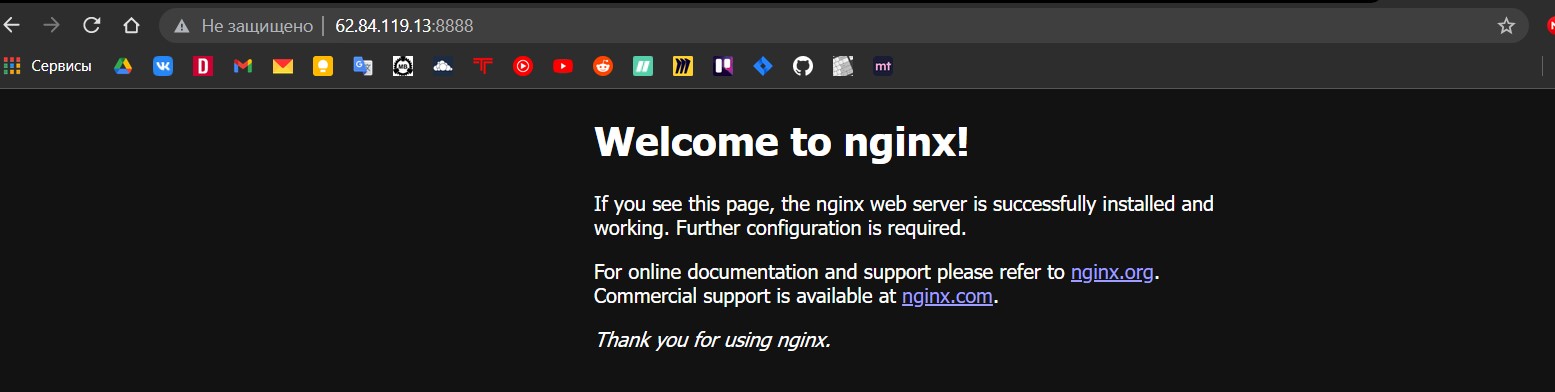 Не защищено | 62.84.119.13:8888
Сервисы
D
mt
Welcome to nginx!
If you see this page, the nginx web server is successfully installed and
working. Further configuration is required.
For online documentation and support please refer to nginx.org.
Commercial support is available at nginx.com.
Thank you for using nginx.